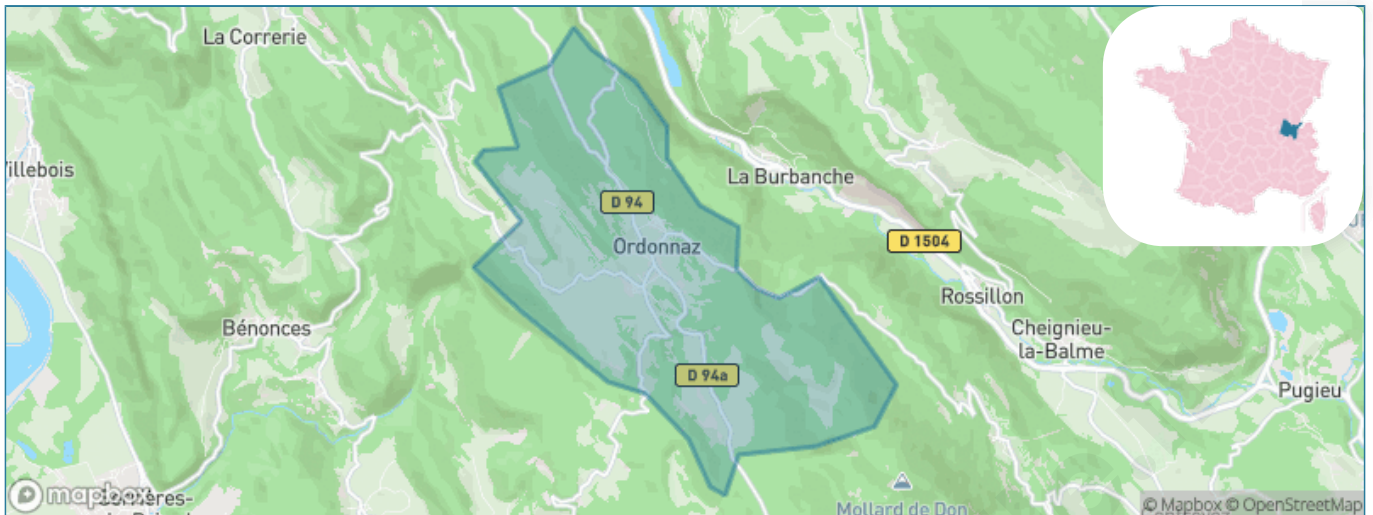 La Correrie
illebois
La Burbanche
D 94
Ordonnaz
D 1504
Rossillon
Bénonces
Cheignieu-
la-Balme
D 94a
Pugieu
mapbox
Mollard de Don
© Mapbox © OpenStreetMap